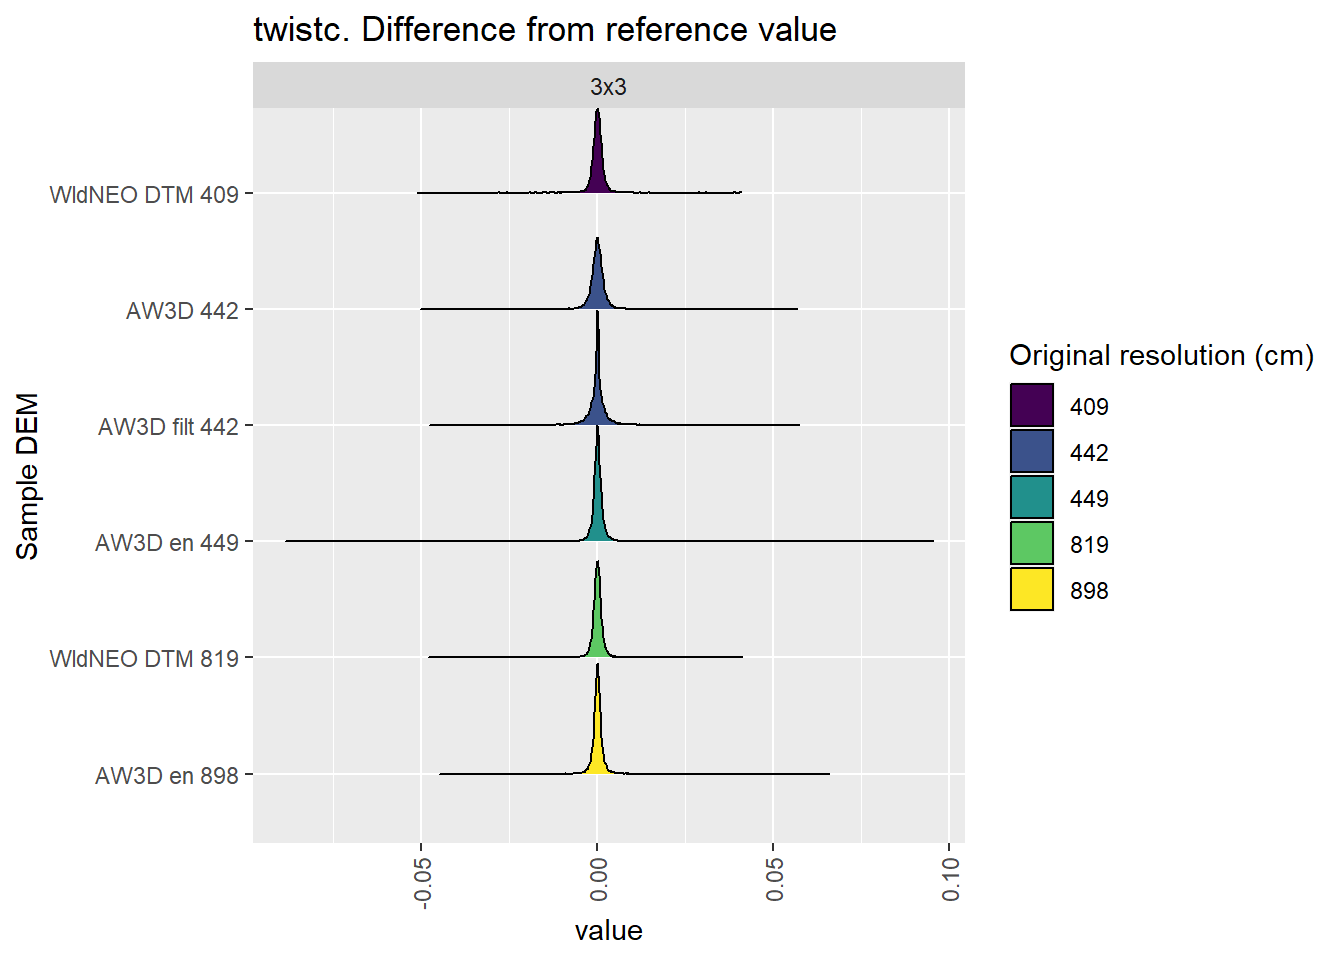 twistc. Difference from reference value
3x3
WldNEO DTM 409
AW3D 442
AW3D filt 442
AW3D en 449
WldNEO DTM 819
AW3D en 898
Sample DEM
-0.05
0.00
0.05
0.10
value
Original resolution (cm)
409
442
449
819
898